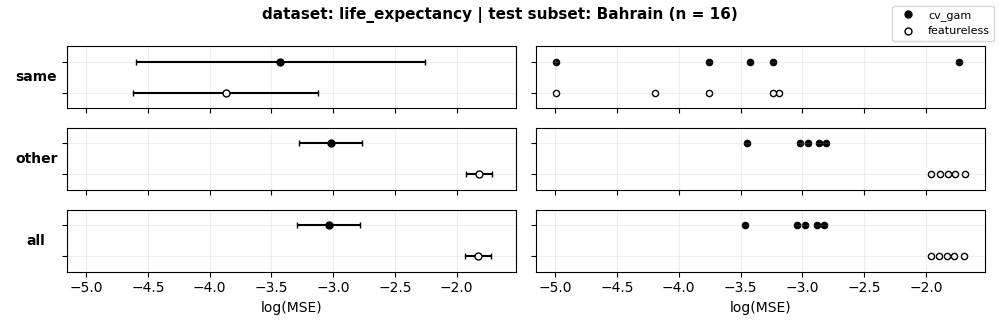 dataset: life_expectancy | test subset: Bahrain (n = 16)
cv_gam
featureless
same
other
all
−5.0 −4.5 −4.0 −3.5 −3.0 −2.5 −2.0
−5.0 −4.5 −4.0 −3.5 −3.0 −2.5 −2.0
log(MSE)
log(MSE)